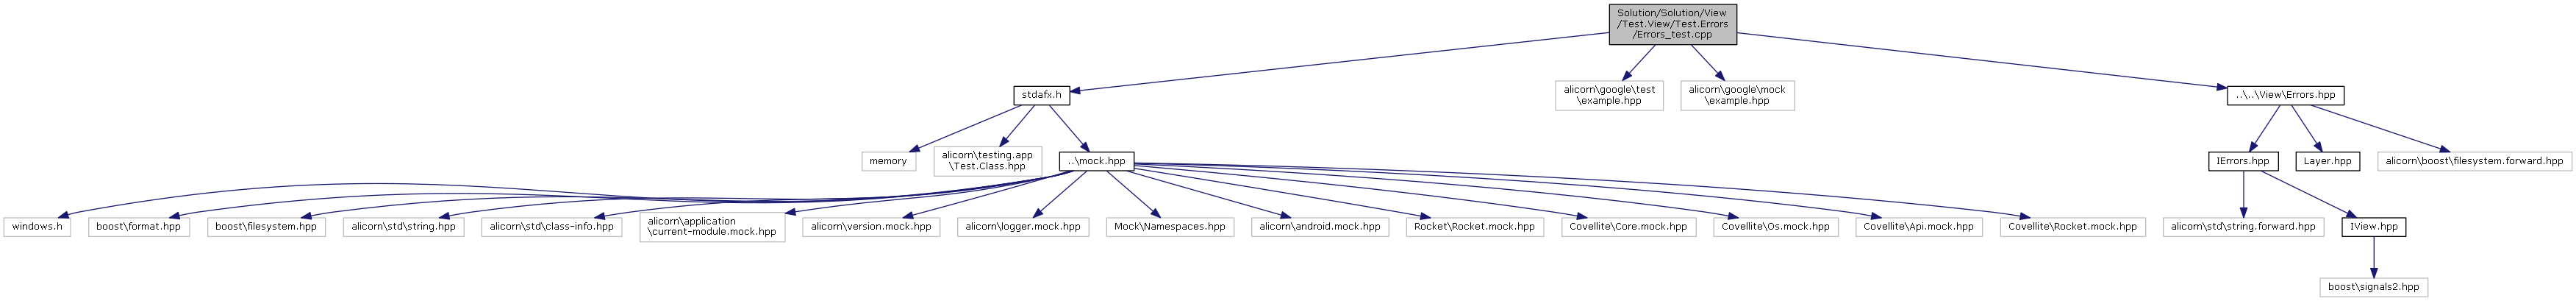 Solution/Solution/View
/Test.View/Test.Errors
/Errors_test.cpp
stdafx.h
alicorn\google\test
\example.hpp
alicorn\google\mock
\example.hpp
..\..\View\Errors.hpp
memory
alicorn\testing.app
\Test.Class.hpp
..\mock.hpp
IErrors.hpp
Layer.hpp
alicorn\boost\filesystem.forward.hpp
windows.h
boost\format.hpp
boost\filesystem.hpp
alicorn\std\string.hpp
alicorn\std\class-info.hpp
alicorn\application
\current-module.mock.hpp
alicorn\version.mock.hpp
alicorn\logger.mock.hpp
Mock\Namespaces.hpp
alicorn\android.mock.hpp
Rocket\Rocket.mock.hpp
Covellite\Core.mock.hpp
Covellite\Os.mock.hpp
Covellite\Api.mock.hpp
Covellite\Rocket.mock.hpp
alicorn\std\string.forward.hpp
IView.hpp
boost\signals2.hpp